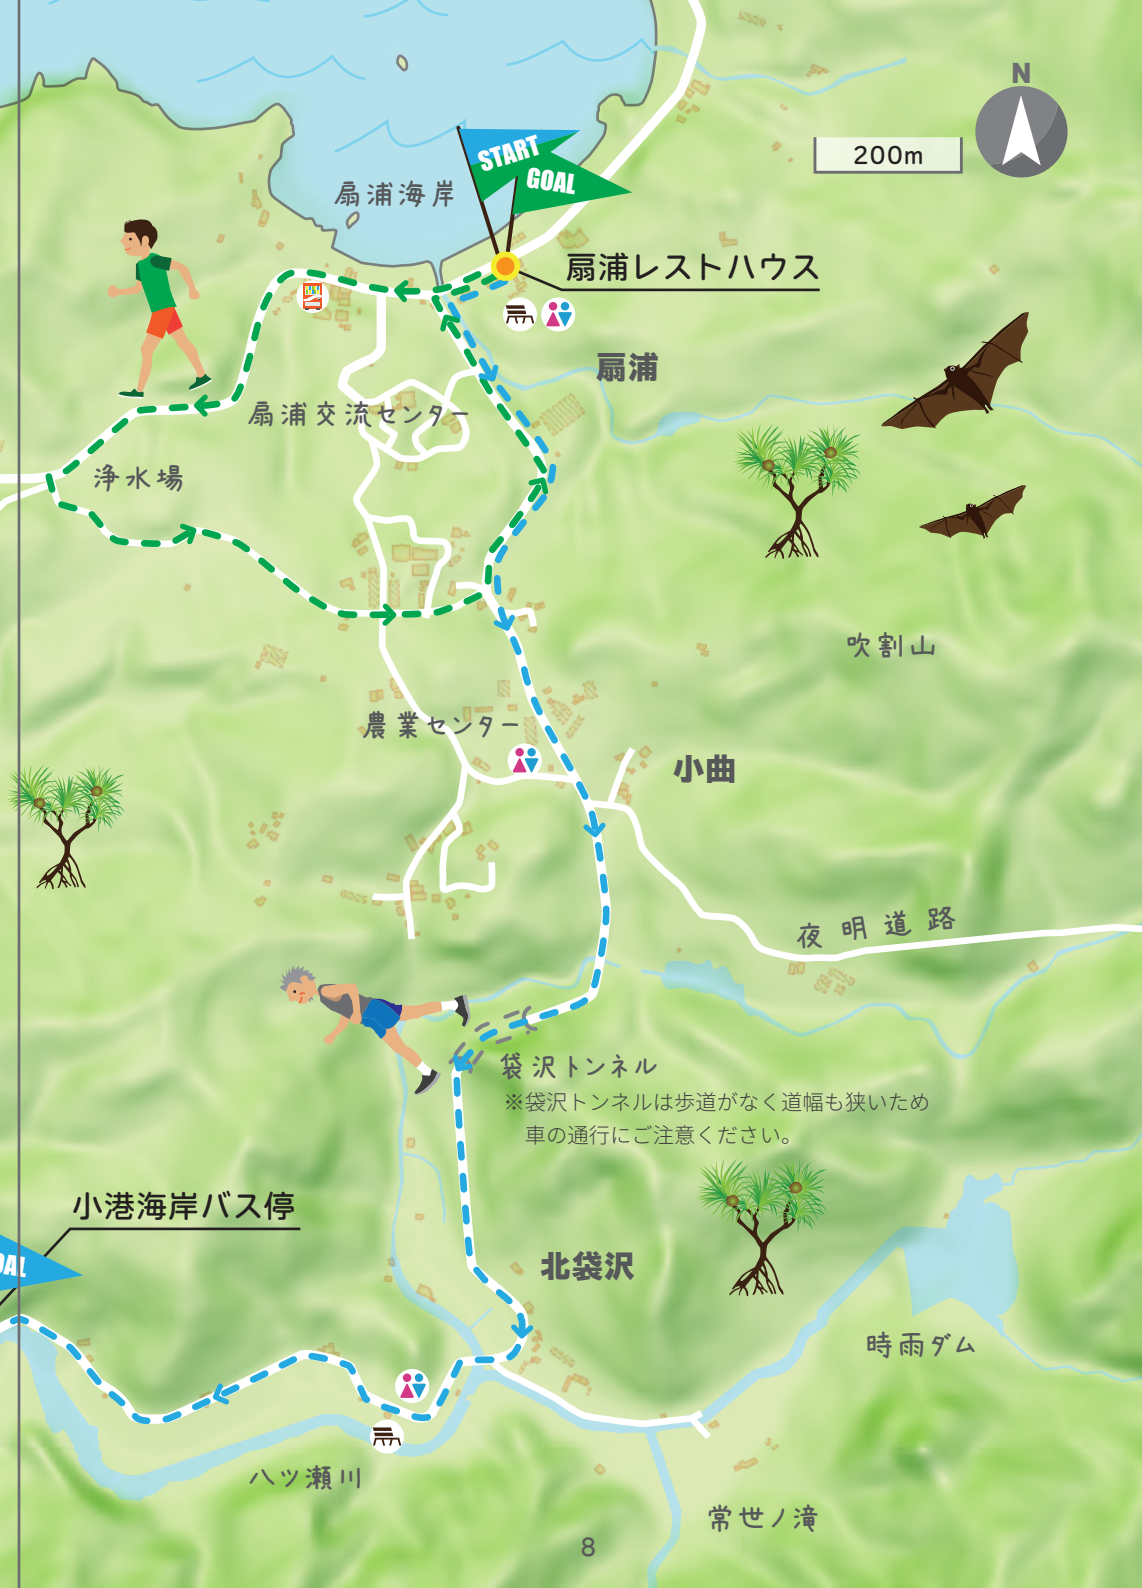 N
200m
START
GOAL
扇浦海岸
扇浦レストハウス
扇浦
扇浦交流センター
浄水場
吹割山
農業センター
小曲
夜明道路
袋沢トンネル
※袋沢トンネルは歩道がなく道幅も狭いため
車の通行にご注意ください。
小港海岸バス停
OAL
北袋沢
時雨ダム
八ツ瀬川
常世ノ滝
8